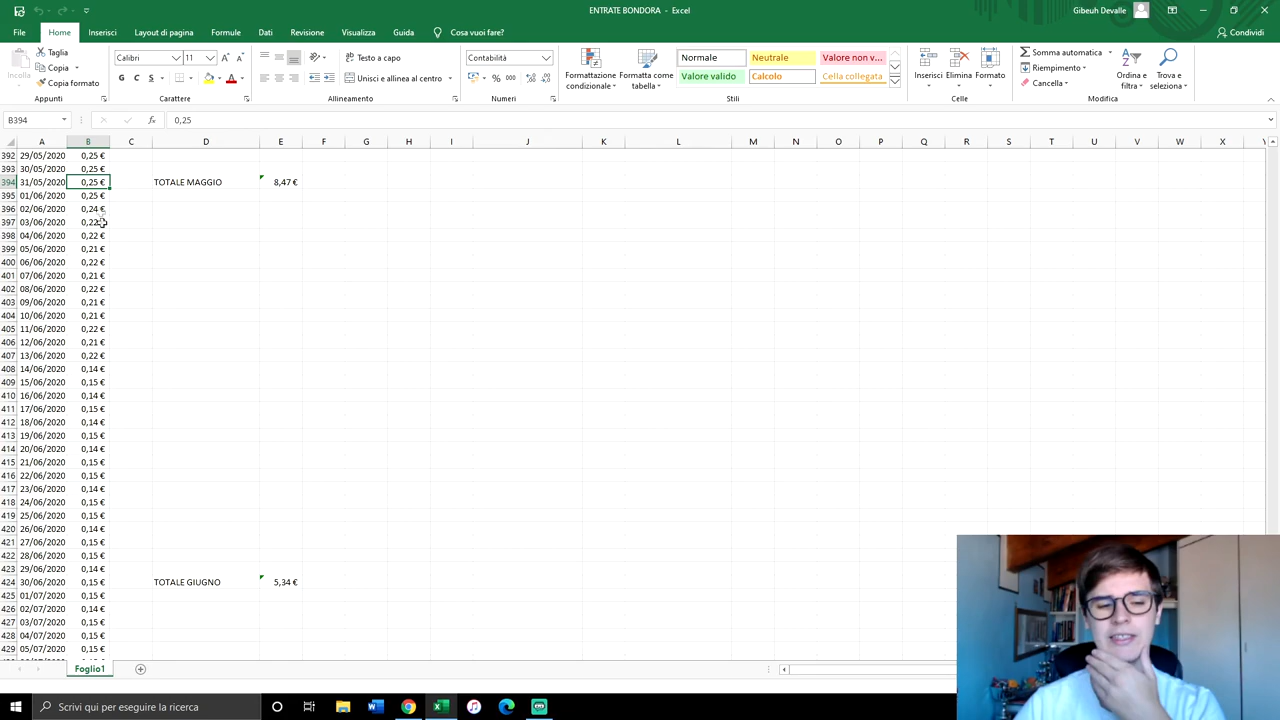 ENTRATE BONDORA - Excel
Gibeuh Devalle
File Home Inserisci Layout di pagina Formule Dati Revisione Visualizza Guida Cosa vuoi fare? Condividi
Incolla
Taglia
Copia
Copia formato
Appunti
Calibri 11
G C S
Carattere
Testo a capo
Unisci e allinea al centro
Allineamento
Contabilità
% 000
Numeri
Formattazione condizionale
Formatta come tabella
Normale Neutrale Valore non v...
Valore valido Calcolo Cella collegata
Stili
Inserisci Elimina Formato
Celle
Somma automatica
Riempimento
Cancella
Ordina e filtra
Trova e seleziona
Modifica
B394 fx 0,25
A B C D E F G H I J K L M N O P Q R S T U V W X Y
392 29/05/2020 0,25 €
393 30/05/2020 0,25 €
394 31/05/2020 0,25 € TOTALE MAGGIO 8,47 €
395 01/06/2020 0,25 €
396 02/06/2020 0,24 €
397 03/06/2020 0,22
398 04/06/2020 0,22 €
399 05/06/2020 0,21 €
400 06/06/2020 0,22 €
401 07/06/2020 0,21 €
402 08/06/2020 0,22 €
403 09/06/2020 0,21 €
404 10/06/2020 0,21 €
405 11/06/2020 0,22 €
406 12/06/2020 0,21 €
407 13/06/2020 0,22 €
408 14/06/2020 0,14 €
409 15/06/2020 0,15 €
410 16/06/2020 0,14 €
411 17/06/2020 0,15 €
412 18/06/2020 0,14 €
413 19/06/2020 0,15 €
414 20/06/2020 0,14 €
415 21/06/2020 0,15 €
416 22/06/2020 0,15 €
417 23/06/2020 0,14 €
418 24/06/2020 0,15 €
419 25/06/2020 0,15 €
420 26/06/2020 0,14 €
421 27/06/2020 0,15 €
422 28/06/2020 0,15 €
423 29/06/2020 0,14 €
424 30/06/2020 0,15 € TOTALE GIUGNO 5,34 €
425 01/07/2020 0,15 €
426 02/07/2020 0,14 €
427 03/07/2020 0,15 €
428 04/07/2020 0,15 €
429 05/07/2020 0,15 €
Foglio1
Scrivi qui per eseguire la ricerca